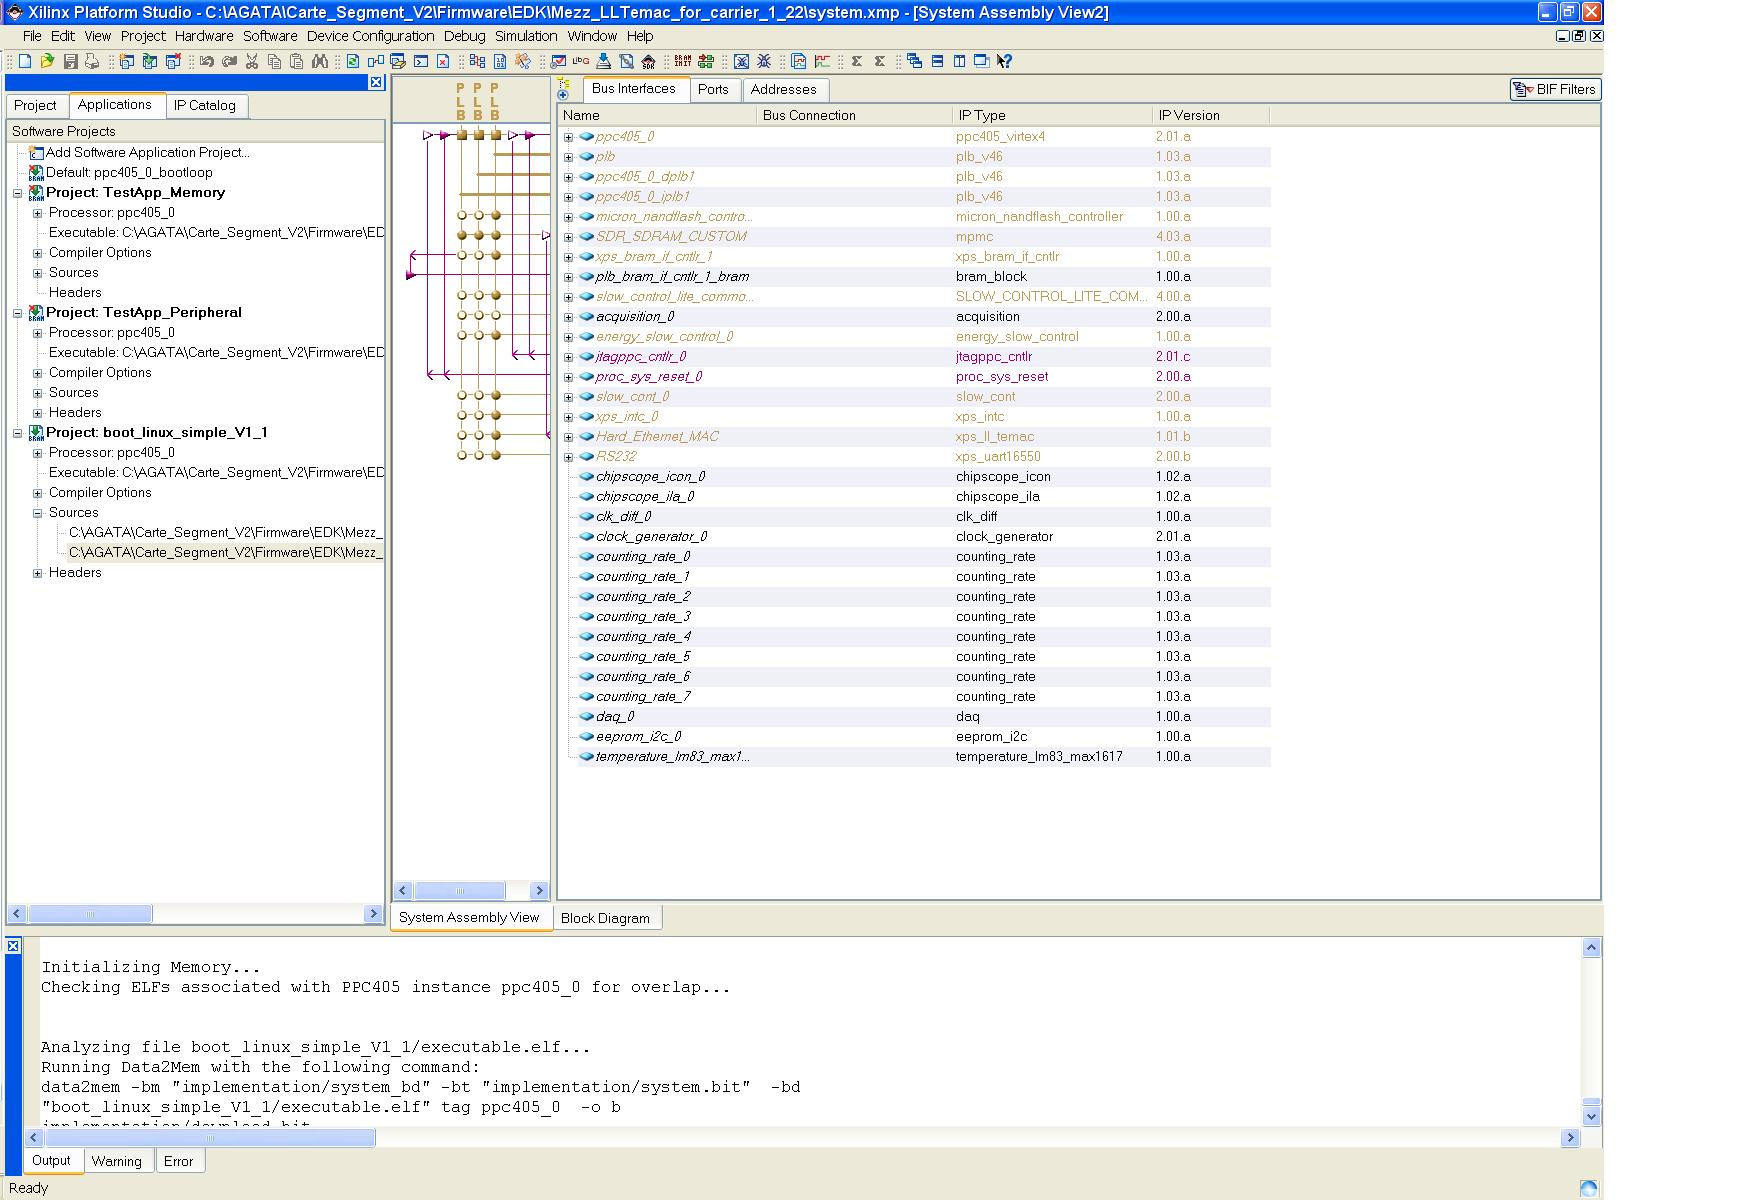 Xilinx Platform Studio - C:\AGATA\Carte_Segment_V2\Firmware\EDK\Mezz_LLTemac_for_carrier_1_22\system.xmp - [System Assembly View2]
File Edit View Project Hardware Software Device Configuration Debug Simulation Window Help
Project Applications IP Catalog
Software Projects
Add Software Application Project...
Default: ppc405_0_bootloop
Project: TestApp_Memory
Processor: ppc405_0
Executable: C:\AGATA\Carte_Segment_V2\Firmware\ED
Compiler Options
Sources
Headers
Project: TestApp_Peripheral
Processor: ppc405_0
Executable: C:\AGATA\Carte_Segment_V2\Firmware\ED
Compiler Options
Sources
Headers
Project: boot_linux_simple_V1_1
Processor: ppc405_0
Executable: C:\AGATA\Carte_Segment_V2\Firmware\ED
Compiler Options
Sources
C:\AGATA\Carte_Segment_V2\Firmware\EDK\Mezz_
C:\AGATA\Carte_Segment_V2\Firmware\EDK\Mezz_
Headers
PLB PLB PLB
Bus Interfaces Ports Addresses BIF Filters
Name Bus Connection IP Type IP Version
ppc405_0 ppc405_virtex4 2.01.a
plb plb_v46 1.03.a
ppc405_0_dplb1 plb_v46 1.03.a
ppc405_0_iplb1 plb_v46 1.03.a
micron_nandflash_contro... micron_nandflash_controller 1.00.a
SDR_SDRAM_CUSTOM mpmc 4.03.a
xps_bram_if_cntlr_1 xps_bram_if_cntlr 1.00.a
plb_bram_if_cntlr_1_bram bram_block 1.00.a
slow_control_lite_commo... SLOW_CONTROL_LITE_COM... 4.00.a
acquisition_0 acquisition 2.00.a
energy_slow_control_0 energy_slow_control 1.00.a
jtagppc_cntlr_0 jtagppc_cntlr 2.01.c
proc_sys_reset_0 proc_sys_reset 2.00.a
slow_cont_0 slow_cont 2.00.a
xps_intc_0 xps_intc 1.00.a
Hard_Ethernet_MAC xps_ll_temac 1.01.b
RS232 xps_uart16550 2.00.b
chipscope_icon_0 chipscope_icon 1.02.a
chipscope_ila_0 chipscope_ila 1.02.a
clk_diff_0 clk_diff 1.00.a
clock_generator_0 clock_generator 2.01.a
counting_rate_0 counting_rate 1.03.a
counting_rate_1 counting_rate 1.03.a
counting_rate_2 counting_rate 1.03.a
counting_rate_3 counting_rate 1.03.a
counting_rate_4 counting_rate 1.03.a
counting_rate_5 counting_rate 1.03.a
counting_rate_6 counting_rate 1.03.a
counting_rate_7 counting_rate 1.03.a
daq_0 daq 1.00.a
eeprom_i2c_0 eeprom_i2c 1.00.a
temperature_lm83_max1... temperature_lm83_max1617 1.00.a
System Assembly View Block Diagram
Initializing Memory...
Checking ELFs associated with PPC405 instance ppc405_0 for overlap...
Analyzing file boot_linux_simple_V1_1/executable.elf...
Running Data2Mem with the following command:
data2mem -bm "implementation/system_bd" -bt "implementation/system.bit" -bd
"boot_linux_simple_V1_1/executable.elf" tag ppc405_0 -o b
implementation/download.bit
Output Warning Error
Ready